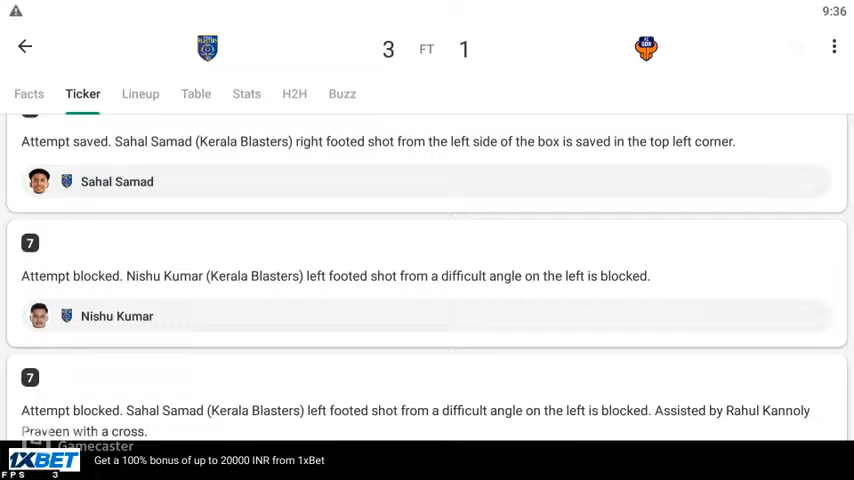 9:36
3 FT 1
Facts Ticker Lineup Table Stats H2H Buzz
Attempt saved. Sahal Samad (Kerala Blasters) right footed shot from the left side of the box is saved in the top left corner.
Sahal Samad
7
Attempt blocked. Nishu Kumar (Kerala Blasters) left footed shot from a difficult angle on the left is blocked.
Nishu Kumar
7
Attempt blocked. Sahal Samad (Kerala Blasters) left footed shot from a difficult angle on the left is blocked. Assisted by Rahul Kannoly
Praveen with a cross.
Gamecaster
1XBET Get a 100% bonus of up to 20000 INR from 1xBet
FPS 3